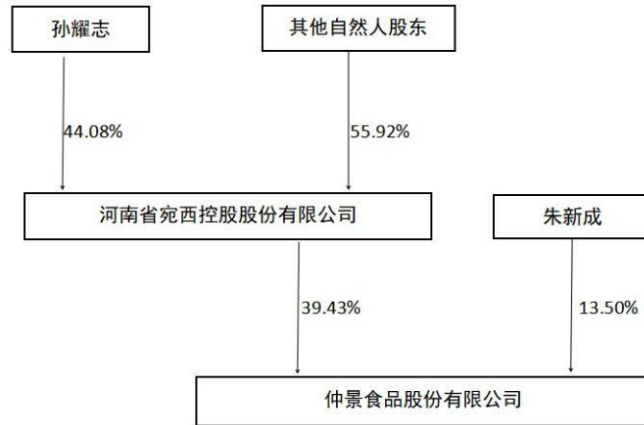 孙耀志
其他自然人股东
44.08%
55.92%
河南省宛西控股股份有限公司
朱新成
39.43%
13.50%
仲景食品股份有限公司